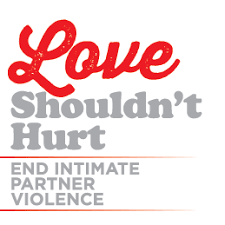 Love
Shouldn't
Hurt
END INTIMATE
PARTNER
VIOLENCE